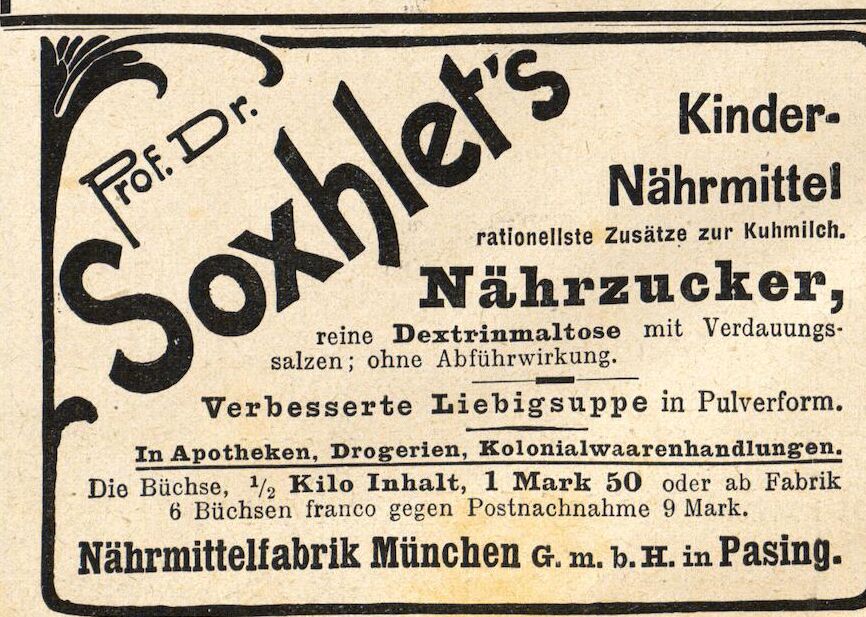 Prof. Dr.
Soxhlet's
Kinder-
Nährmittel
rationellste Zusätze zur Kuhmilch.
Nährzucker,
reine Dextrinmaltose mit Verdauungs-
salzen; ohne Abführwirkung.
Verbesserte Liebigsuppe in Pulverform.
In Apotheken, Drogerien, Kolonialwaarenhandlungen.
Die Büchse, ½ Kilo Inhalt, 1 Mark 50 oder ab Fabrik
6 Büchsen franco gegen Postnachnahme 9 Mark.
Nährmittelfabrik München G. m. b. H. in Pasing.